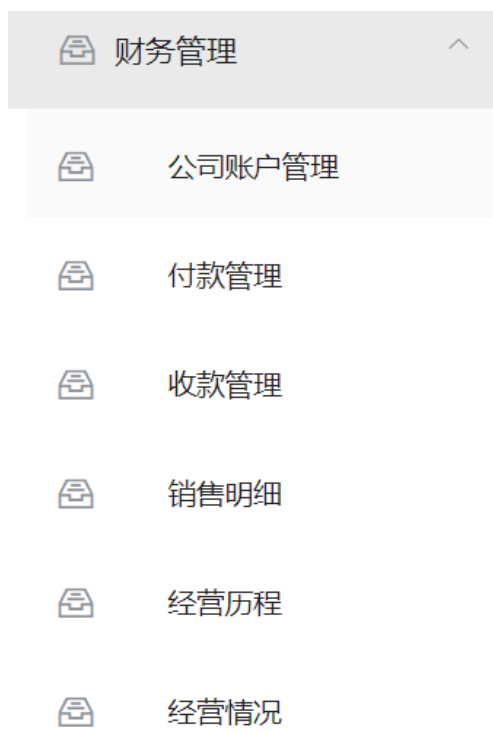 财务管理
公司账户管理
付款管理
收款管理
销售明细
经营历程
经营情况